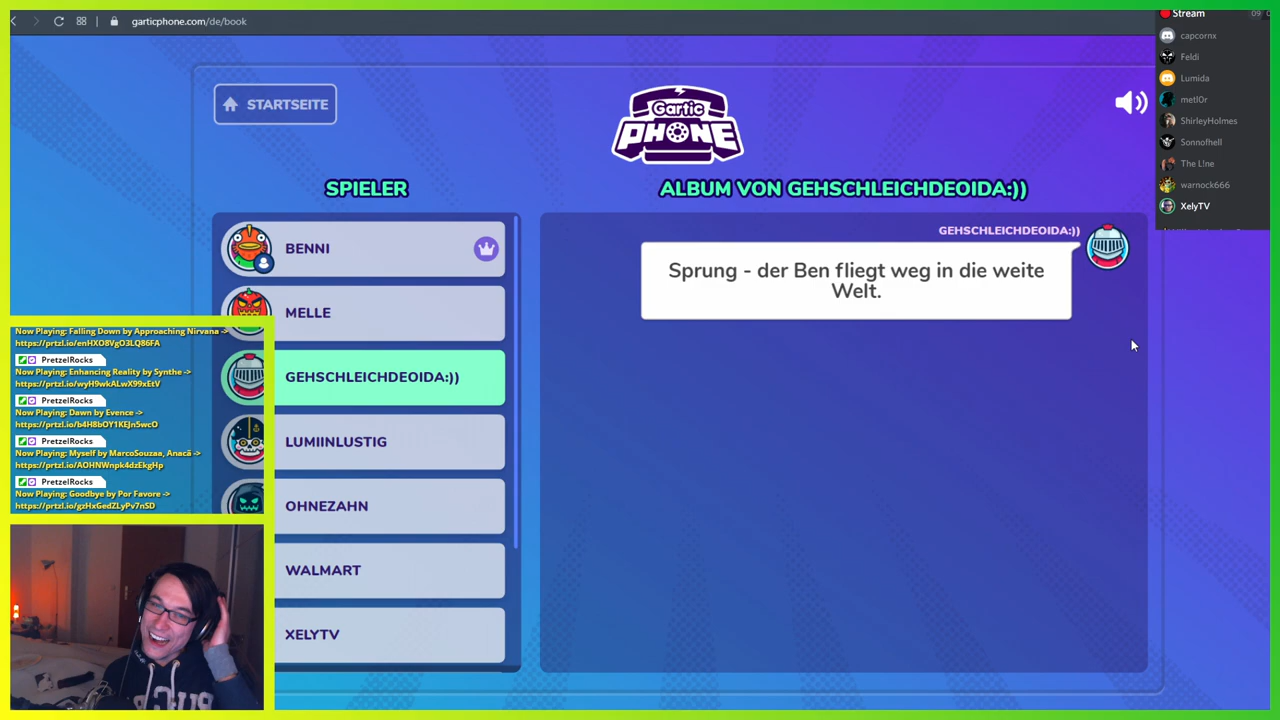 garticphone.com/de/book
Stream
09
capcornx
Feldi
Lumida
metl0r
ShirleyHolmes
Sonnofhell
The L!ne
warnock666
XelyTV
STARTSEITE
Gartic
PHONE
SPIELER
BENNI
MELLE
GEHSCHLEICHDEOIDA:))
LUMIINLUSTIG
OHNEZAHN
WALMART
XELYTV
ALBUM VON GEHSCHLEICHDEOIDA:))
GEHSCHLEICHDEOIDA:))
Sprung - der Ben fliegt weg in die weite
Welt.
Now Playing: Falling Down by Approaching Nirvana ->
https://prtzl.io/enHXO8VgO3LQ86FA
PretzelRocks
Now Playing: Enhancing Reality by Synthe ->
https://prtzl.io/wyH9wkALwX99xEtV
PretzelRocks
Now Playing: Dawn by Evence ->
https://prtzl.io/b4H8bOY1KEJn5wcO
PretzelRocks
Now Playing: Myself by MarcoSouzaa, Anacã ->
https://prtzl.io/AOHNWnpk4dzEkgHp
PretzelRocks
Now Playing: Goodbye by Por Favore ->
https://prtzl.io/gzHxGedZLyPv7nSD